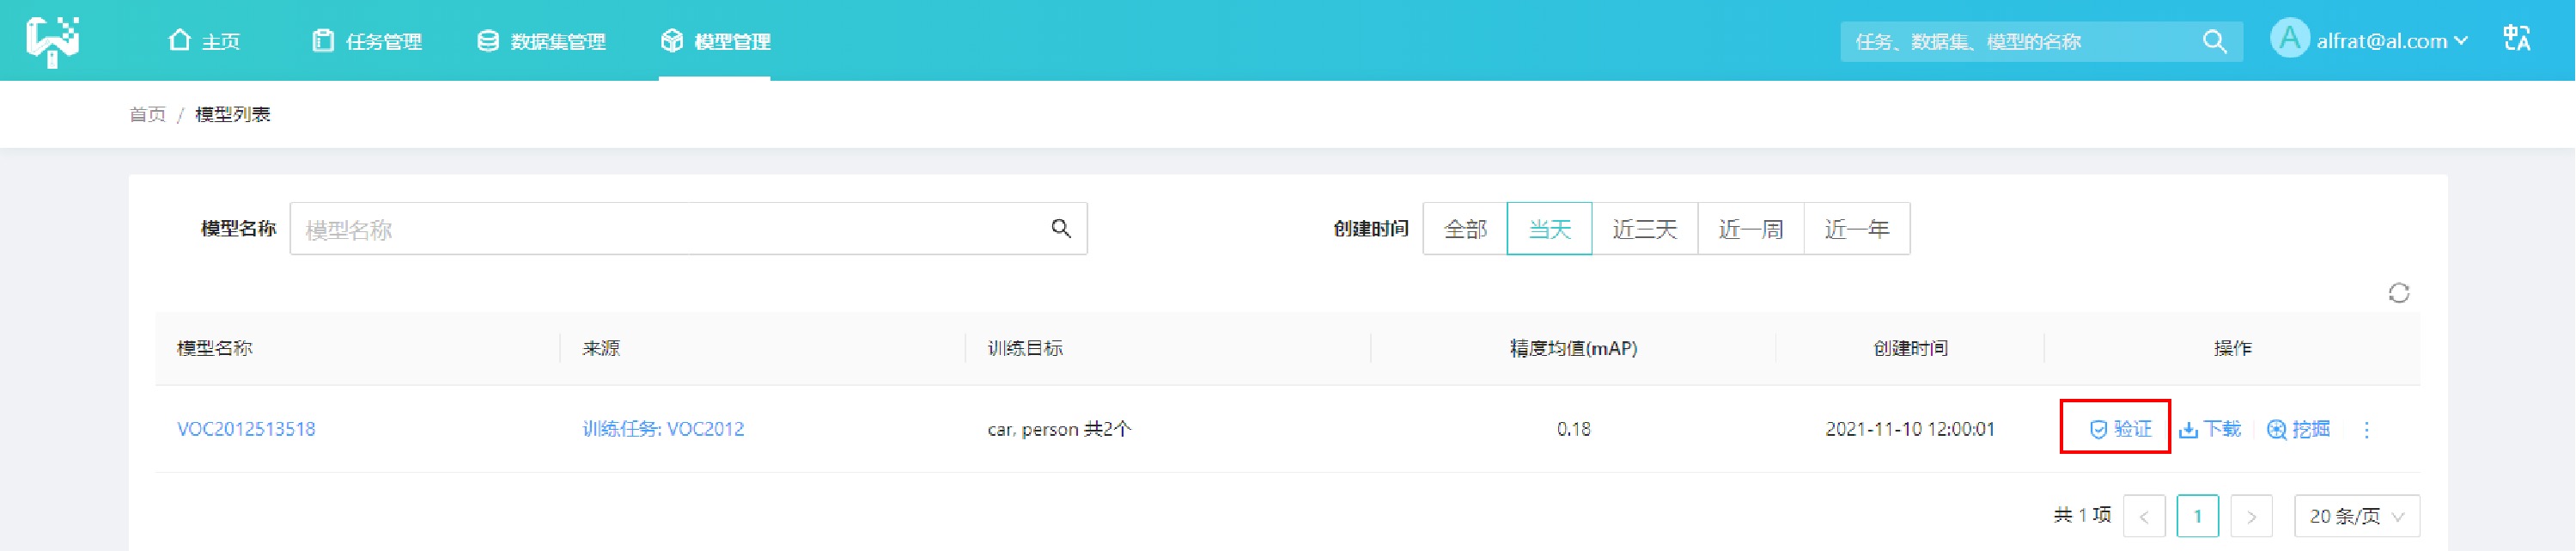 主页 任务管理 数据集管理 模型管理 任务、数据集、模型的名称 A alfrat@al.com 中A
首页 / 模型列表
模型名称 模型名称 创建时间 全部 当天 近三天 近一周 近一年
模型名称 来源 训练目标 精度均值(mAP) 创建时间 操作
VOC2012513518 训练任务: VOC2012 car, person 共2个 0.18 2021-11-10 12:00:01 验证 下载 挖掘
共 1 项 < 1 > 20 条/页